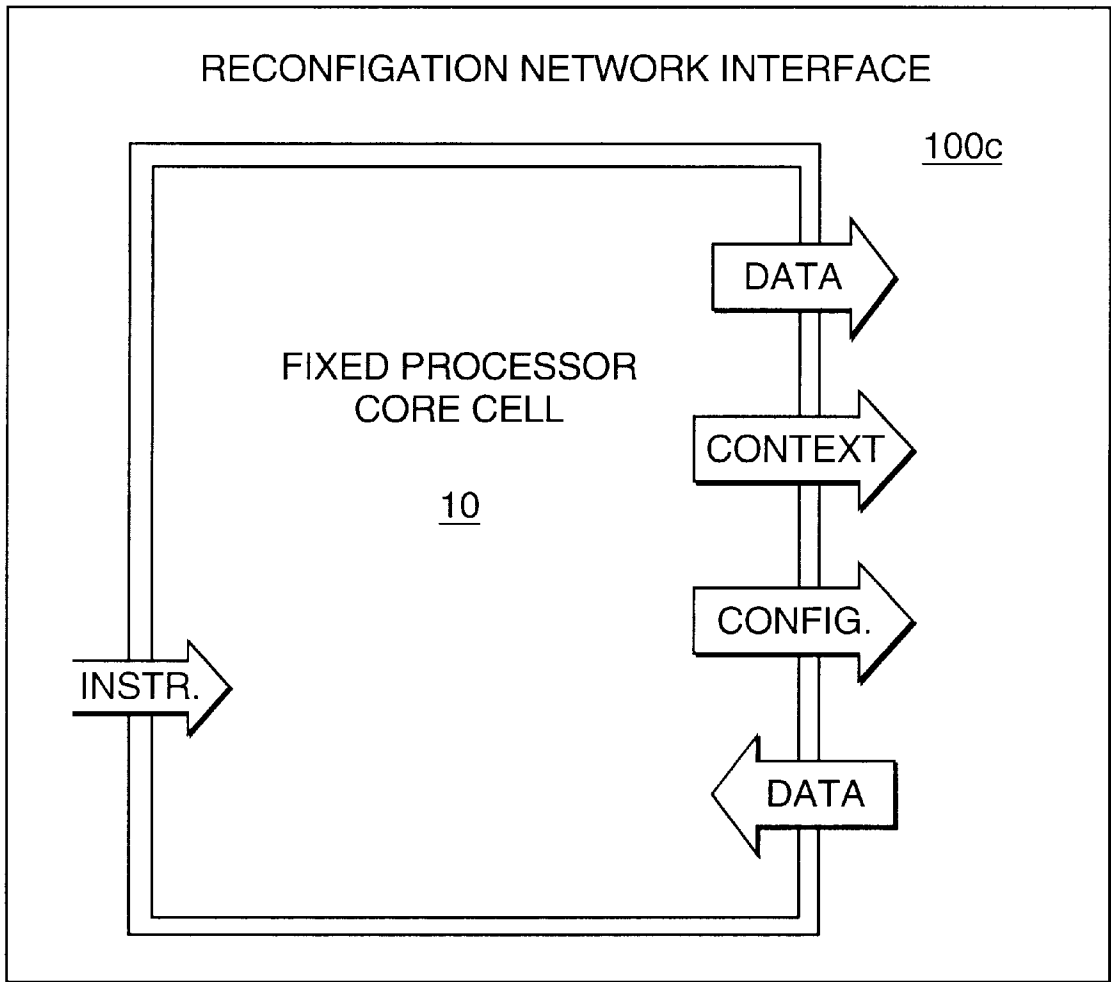 RECONFIGATION NETWORK INTERFACE
100c
DATA
FIXED PROCESSOR
CORE CELL
CONTEXT
10
CONFIG.
INSTR.
DATA